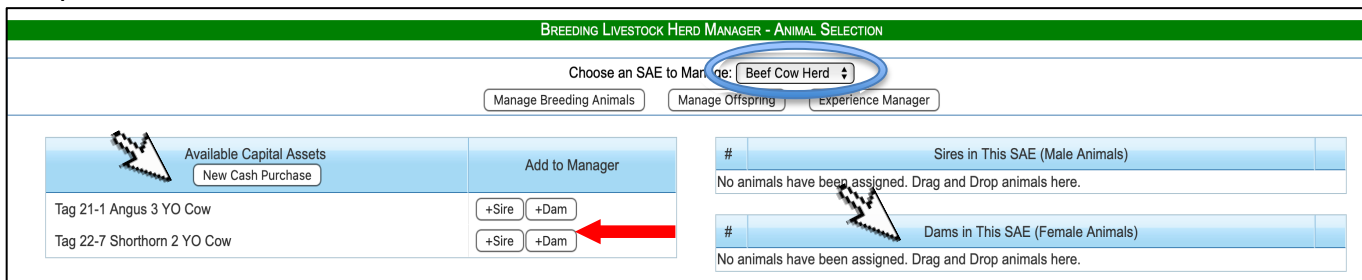 BREEDING LIVESTOCK HERD MANAGER - ANIMAL SELECTION
Choose an SAE to Manage: Beef Cow Herd
Manage Breeding Animals Manage Offspring Experience Manager
Available Capital Assets
New Cash Purchase
Add to Manager
Tag 21-1 Angus 3 YO Cow +Sire +Dam
Tag 22-7 Shorthorn 2 YO Cow +Sire +Dam
# Sires in This SAE (Male Animals)
No animals have been assigned. Drag and Drop animals here.
# Dams in This SAE (Female Animals)
No animals have been assigned. Drag and Drop animals here.